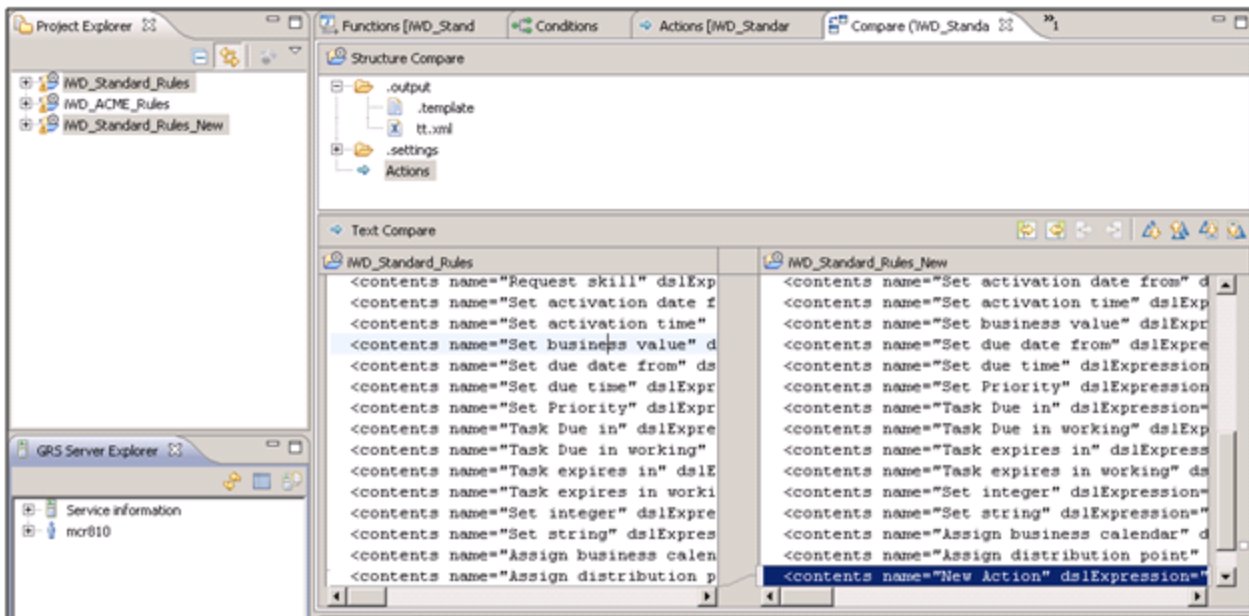 Project Explorer
iWD_Standard_Rules
iWD_ACME_Rules
iWD_Standard_Rules_New
GRS Server Explorer
Service information
mcr810
Functions [iWD_Stand
Conditions
Actions [iWD_Standar
Compare ('iWD_Standa
»1
Structure Compare
.output
.template
tt.xml
.settings
Actions
Text Compare
iWD_Standard_Rules
<contents name="Request skill" dslExp
<contents name="Set activation date f
<contents name="Set activation time"
<contents name="Set business value" d
<contents name="Set due date from" ds
<contents name="Set due time" dslExpr
<contents name="Set Priority" dslExpr
<contents name="Task Due in" dslExpre
<contents name="Task Due in working"
<contents name="Task expires in" dslE
<contents name="Task expires in worki
<contents name="Set integer" dslExpre
<contents name="Set string" dslExpres
<contents name="Assign business calen
<contents name="Assign distribution p
iWD_Standard_Rules_New
<contents name="Set activation date from" d
<contents name="Set activation time" dslExp
<contents name="Set business value" dslExpr
<contents name="Set due date from" dslExpre
<contents name="Set due time" dslExpression
<contents name="Set Priority" dslExpression
<contents name="Task Due in" dslExpression=
<contents name="Task Due in working" dslExp
<contents name="Task expires in" dslExpress
<contents name="Task expires in working" ds
<contents name="Set integer" dslExpression=
<contents name="Set string" dslExpression="
<contents name="Assign business calendar" d
<contents name="Assign distribution point"
<contents name="New Action" dslExpression="